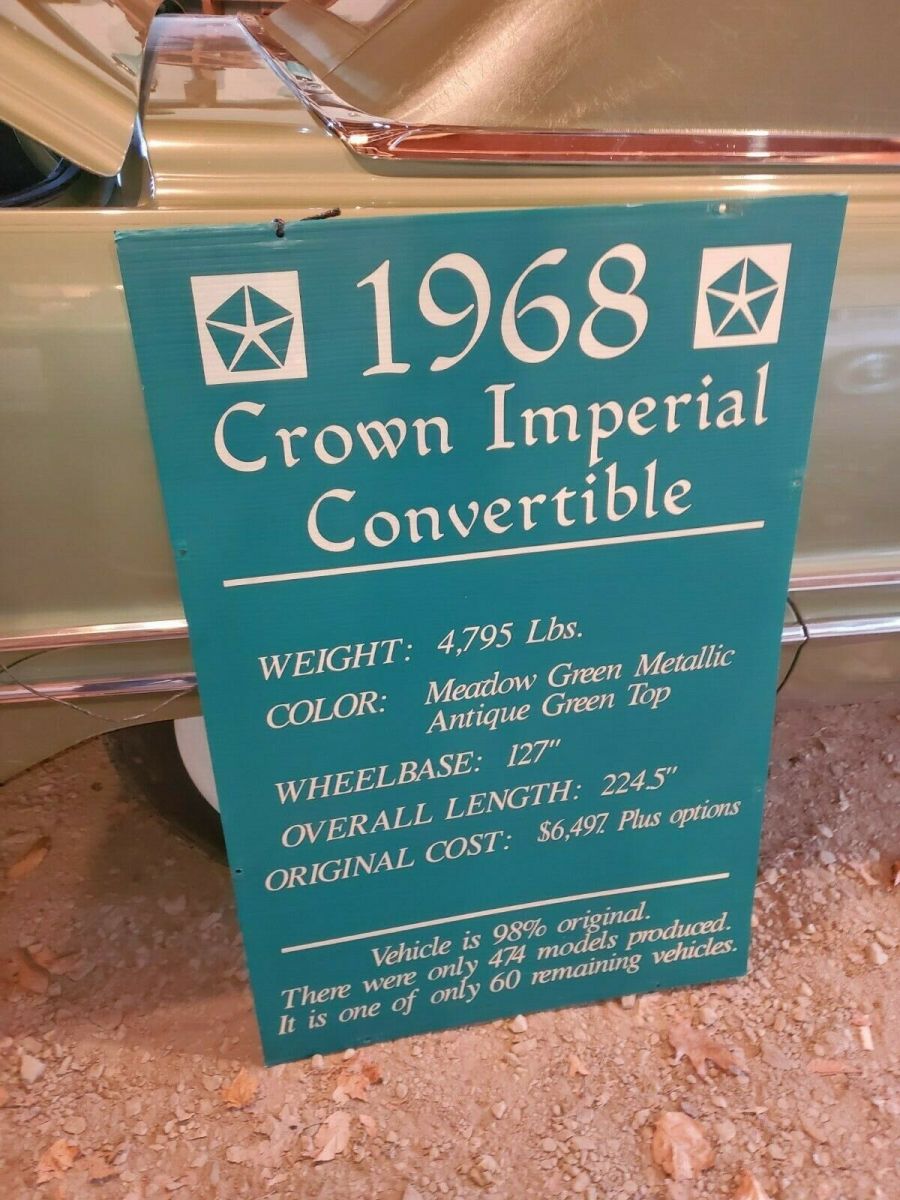 1968
Crown Imperial
Convertible
WEIGHT: 4,795 Lbs.
COLOR: Meadow Green Metallic
Antique Green Top
WHEELBASE: 127"
OVERALL LENGTH: 224.5"
ORIGINAL COST: $6,497. Plus options
Vehicle is 98% original.
There were only 474 models produced.
It is one of only 60 remaining vehicles.